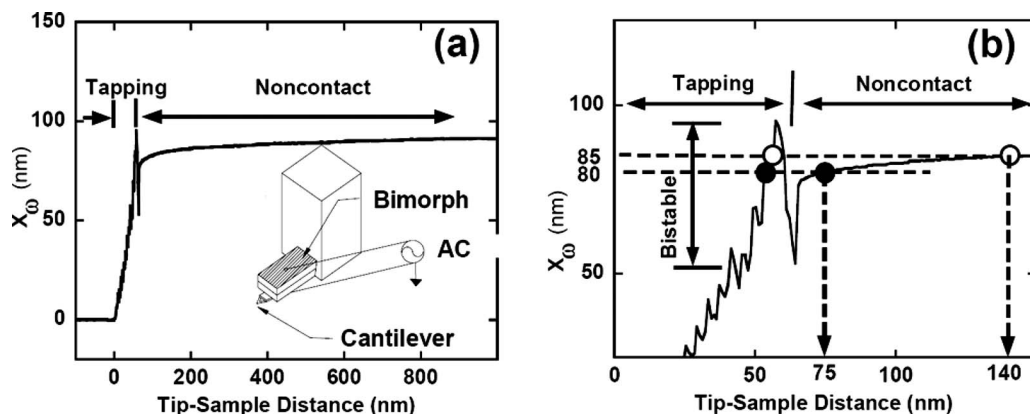 150
(a)
Tapping
Noncontact
100
Xω (nm)
50
Bimorph
AC
0
Cantilever
0 200 400 600 800
Tip-Sample Distance (nm)
(b)
Tapping
Noncontact
100
85
80
Xω (nm)
Bistable
50
0 50 75 100 140
Tip-Sample Distance (nm)